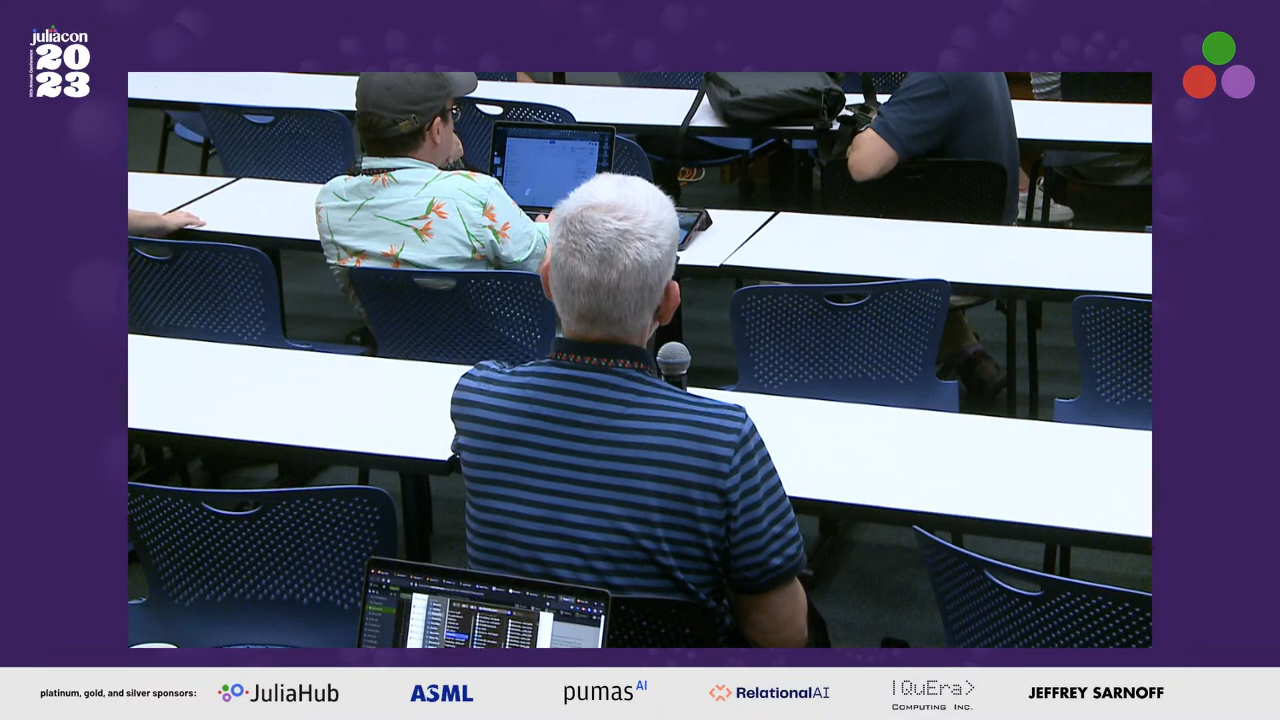 juliacon
20
23
platinum, gold, and silver sponsors:
JuliaHub
ASML
pumas AI
RelationalAI
|QuEra>
COMPUTING INC.
JEFFREY SARNOFF